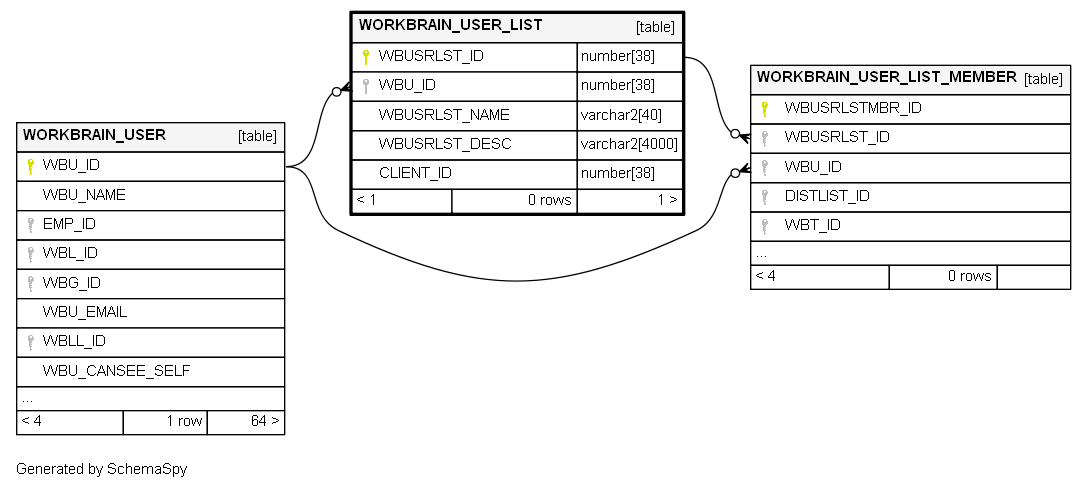 WORKBRAIN_USER_LIST [table]
WBUSRLST_ID number[38]
WBU_ID number[38]
WBUSRLST_NAME varchar2[40]
WBUSRLST_DESC varchar2[4000]
CLIENT_ID number[38]
< 1 0 rows 1 >
WORKBRAIN_USER_LIST_MEMBER [table]
WBUSRLSTMBR_ID
WBUSRLST_ID
WBU_ID
DISTLIST_ID
WBT_ID
...
< 4 0 rows
WORKBRAIN_USER [table]
WBU_ID
WBU_NAME
EMP_ID
WBL_ID
WBG_ID
WBU_EMAIL
WBLL_ID
WBU_CANSEE_SELF
...
< 4 1 row 64 >
Generated by SchemaSpy